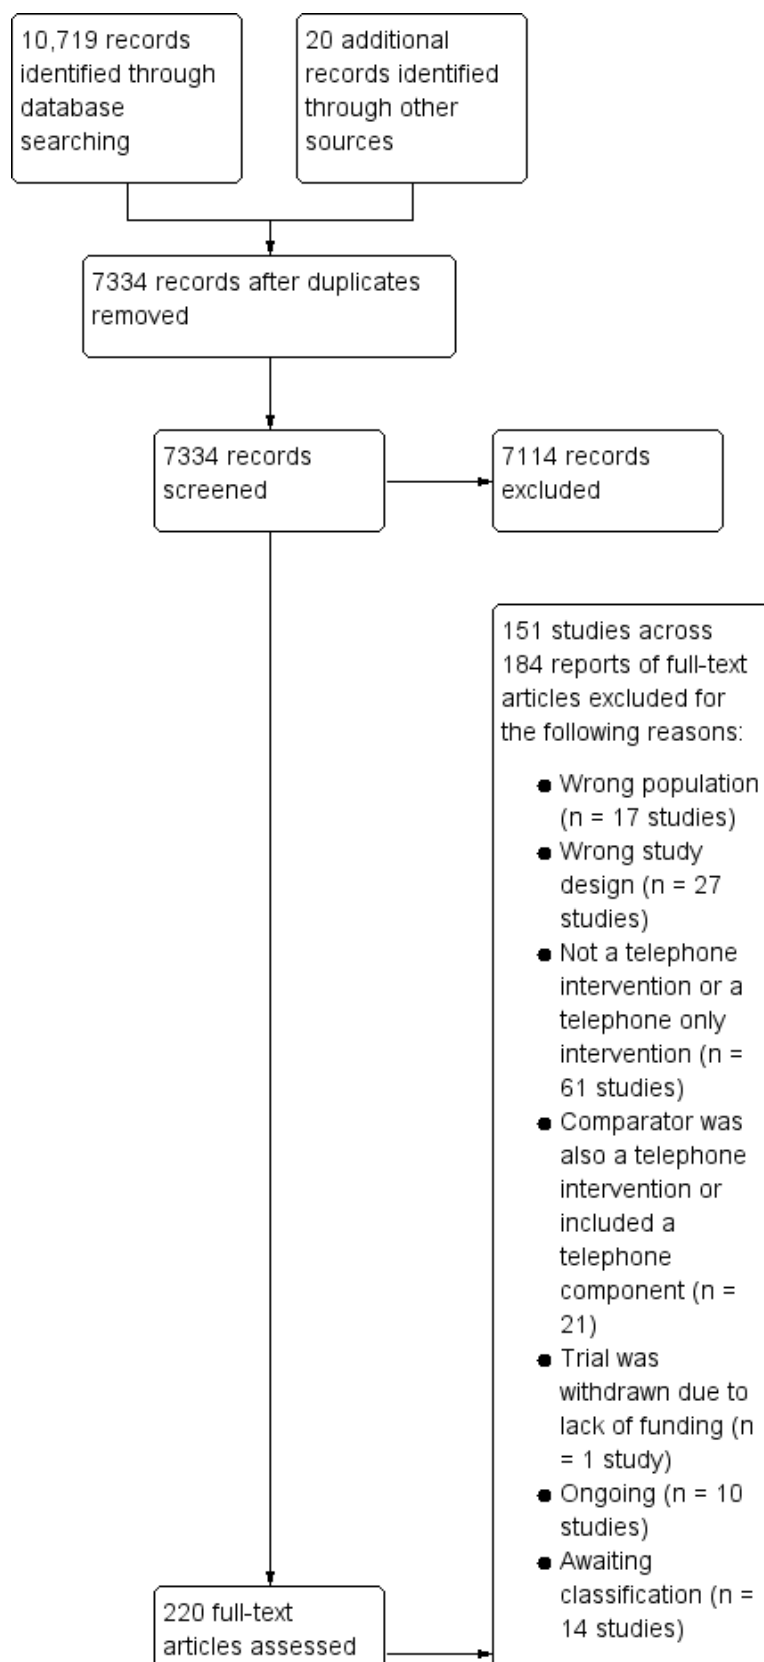 10,719 records
identified through
database
searching
20 additional
records identified
through other
sources
7334 records after duplicates
removed
7334 records
screened
7114 records
excluded
151 studies across
184 reports of full-text
articles excluded for
the following reasons:
● Wrong population
(n = 17 studies)
● Wrong study
design (n = 27
studies)
● Not a telephone
intervention or a
telephone only
intervention (n =
61 studies)
● Comparator was
also a telephone
intervention or
included a
telephone
component (n =
21)
● Trial was
withdrawn due to
lack of funding (n
= 1 study)
● Ongoing (n = 10
studies)
● Awaiting
classification (n =
14 studies)
220 full-text
articles assessed